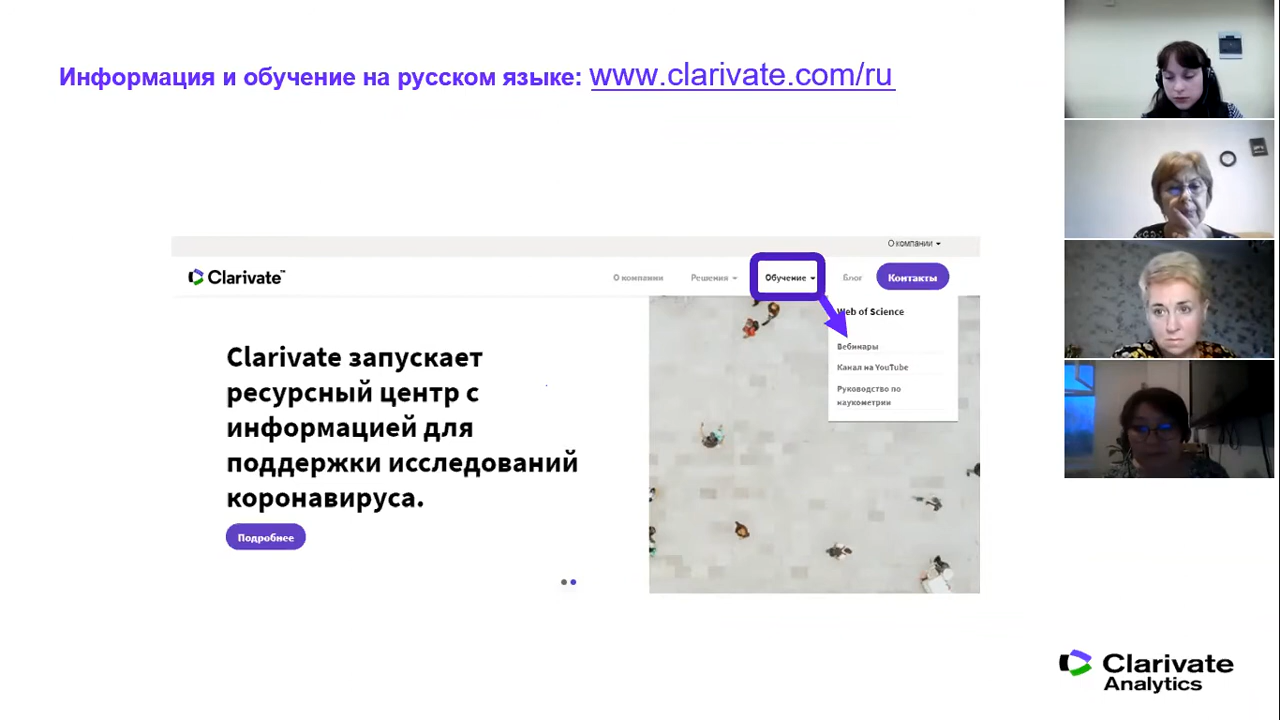 Информация и обучение на русском языке: www.clarivate.com/ru
О компании
Clarivate™
О компании
Решения
Обучение
Блог
Контакты
Web of Science
Вебинары
Канал на YouTube
Руководство по
наукометрии
Clarivate запускает
ресурсный центр с
информацией для
поддержки исследований
коронавируса.
Подробнее
Clarivate
Analytics